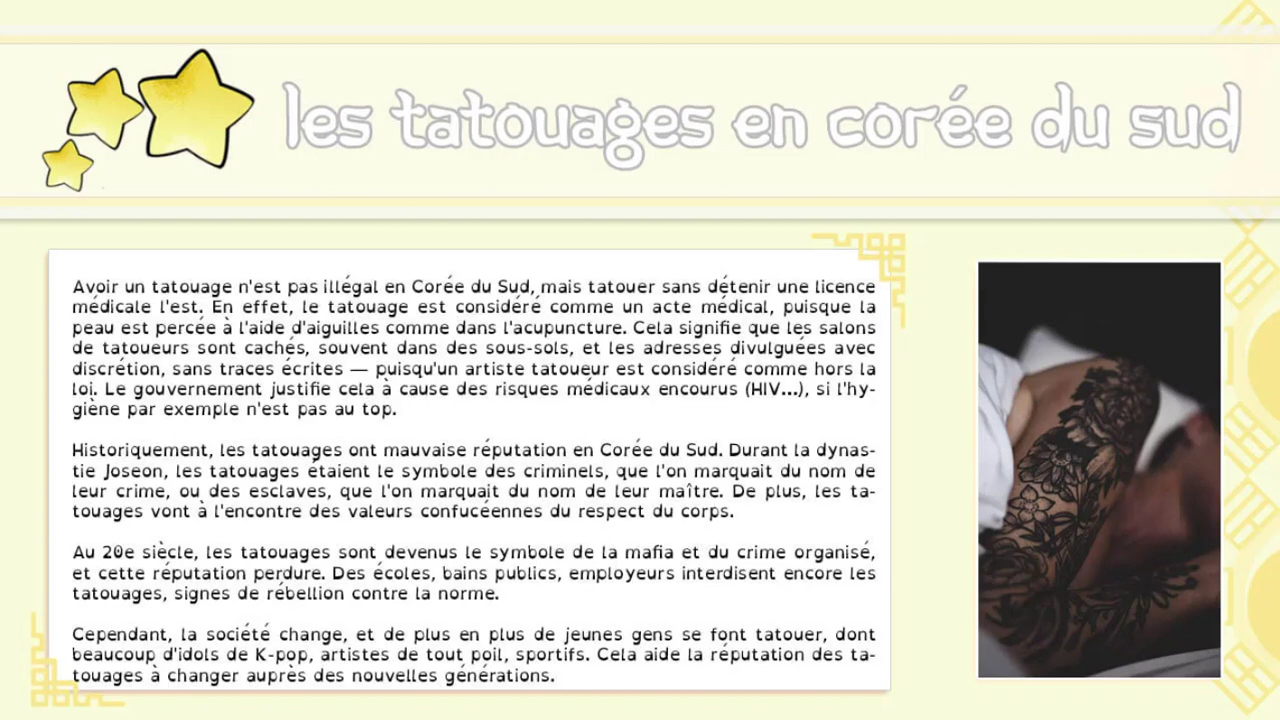 les tatouages en corée du sud
Avoir un tatouage n'est pas illégal en Corée du Sud, mais tatouer sans détenir une licence
médicale l'est. En effet, le tatouage est considéré comme un acte médical, puisque la
peau est percée à l'aide d'aiguilles comme dans l'acupuncture. Cela signifie que les salons
de tatoueurs sont cachés, souvent dans des sous-sols, et les adresses divulguées avec
discrétion, sans traces écrites — puisqu'un artiste tatoueur est considéré comme hors la
loi. Le gouvernement justifie cela à cause des risques médicaux encourus (HIV...), si l'hy-
giène par exemple n'est pas au top.
Historiquement, les tatouages ont mauvaise réputation en Corée du Sud. Durant la dynas-
tie Joseon, les tatouages étaient le symbole des criminels, que l'on marquait du nom de
leur crime, ou des esclaves, que l'on marquait du nom de leur maître. De plus, les ta-
touages vont à l'encontre des valeurs confucéennes du respect du corps.
Au 20e siècle, les tatouages sont devenus le symbole de la mafia et du crime organisé,
et cette réputation perdure. Des écoles, bains publics, employeurs interdisent encore les
tatouages, signes de rébellion contre la norme.
Cependant, la société change, et de plus en plus de jeunes gens se font tatouer, dont
beaucoup d'idols de K-pop, artistes de tout poil, sportifs. Cela aide la réputation des ta-
touages à changer auprès des nouvelles générations.